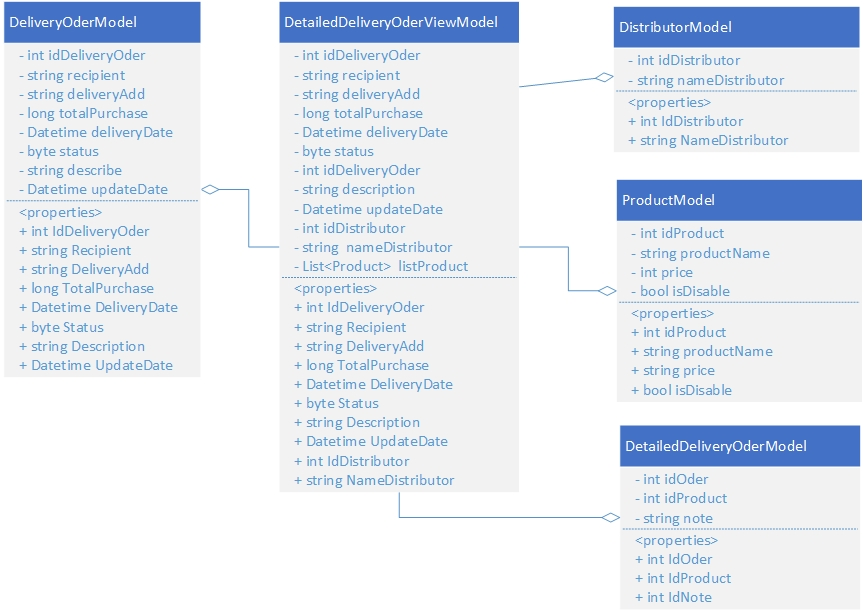 DeliveryOderModel
- int idDeliveryOder
- string recipient
- string deliveryAdd
- long totalPurchase
- Datetime deliveryDate
- byte status
- string describe
- Datetime updateDate
<properties>
+ int IdDeliveryOder
+ string Recipient
+ string DeliveryAdd
+ long TotalPurchase
+ Datetime DeliveryDate
+ byte Status
+ string Description
+ Datetime UpdateDate
DetailedDeliveryOderViewModel
- int idDeliveryOder
- string recipient
- string deliveryAdd
- long totalPurchase
- Datetime deliveryDate
- byte status
- int idDeliveryOder
- string description
- Datetime updateDate
- int idDistributor
- string nameDistributor
- List<Product> listProduct
<properties>
+ int IdDeliveryOder
+ string Recipient
+ string DeliveryAdd
+ long TotalPurchase
+ Datetime DeliveryDate
+ byte Status
+ string Description
+ Datetime UpdateDate
+ int IdDistributor
+ string NameDistributor
DistributorModel
- int idDistributor
- string nameDistributor
<properties>
+ int IdDistributor
+ string NameDistributor
ProductModel
- int idProduct
- string productName
- int price
- bool isDisable
<properties>
+ int idProduct
+ string productName
+ string price
+ bool isDisable
DetailedDeliveryOderModel
- int idOder
- int idProduct
- string note
<properties>
+ int IdOder
+ int IdProduct
+ int IdNote